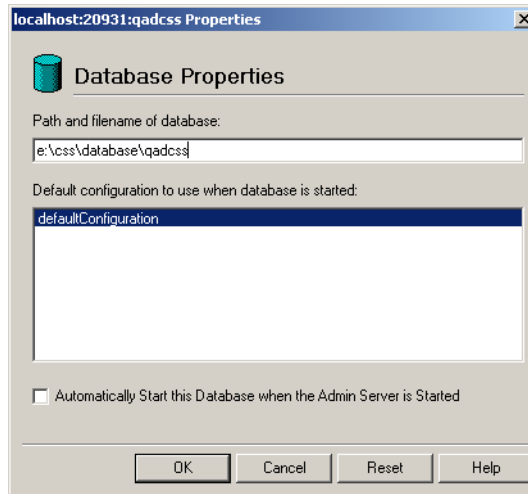 localhost:20931:qadcss Properties
Database Properties
Path and filename of database:
e:\css\database\qadcss
Default configuration to use when database is started:
defaultConfiguration
Automatically Start this Database when the Admin Server is Started
OK Cancel Reset Help